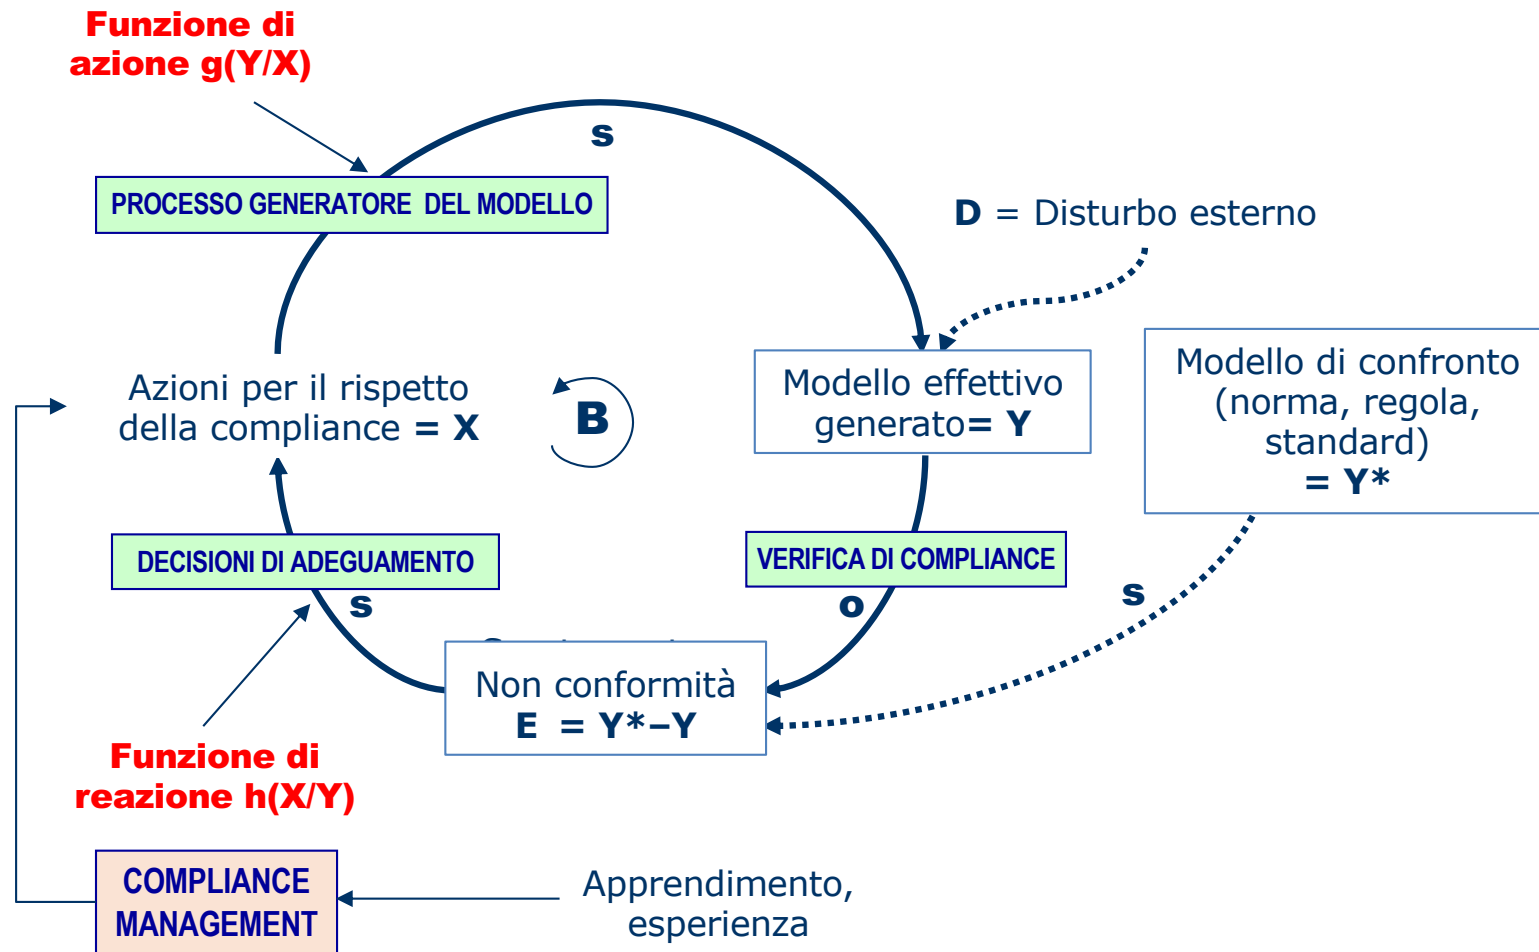 Funzione di
azione g(Y/X)
s
PROCESSO GENERATORE DEL MODELLO
D = Disturbo esterno
Modello effettivo
generato= Y
Modello di confronto
(norma, regola,
standard)
= Y*
Azioni per il rispetto
della compliance = X
B
DECISIONI DI ADEGUAMENTO
VERIFICA DI COMPLIANCE
s
o
s
Non conformità
E = Y*–Y
Funzione di
reazione h(X/Y)
COMPLIANCE
MANAGEMENT
Apprendimento,
esperienza